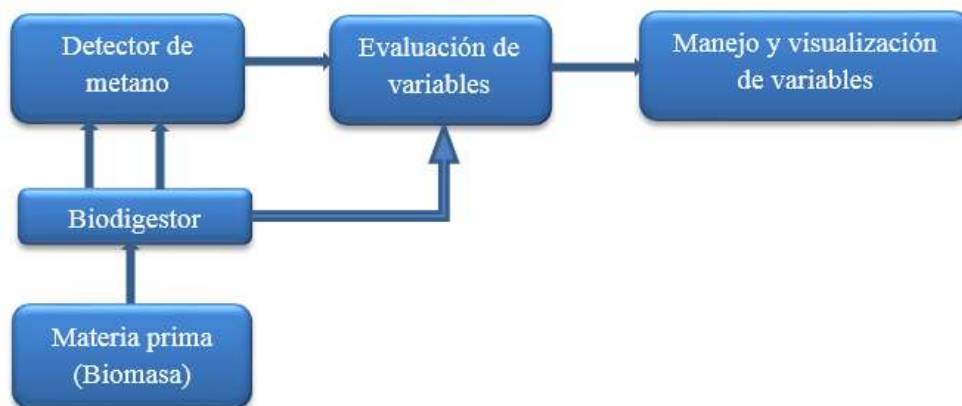 Detector de
metano
Evaluación de
variables
Manejo y visualización
de variables
Biodigestor
Materia prima
(Biomasa)